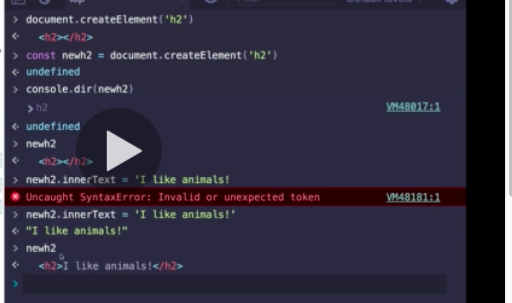 top
> document.createElement('h2')
<h2></h2>
> const newh2 = document.createElement('h2')
undefined
> console.dir(newh2)
> h2 VM48017:1
undefined
> newh2
<h2></h2>
> newh2.innerText = 'I like animals!
Uncaught SyntaxError: Invalid or unexpected token VM48181:1
> newh2.innerText = 'I like animals!'
"I like animals!"
> newh2
<h2>I like animals!</h2>
>